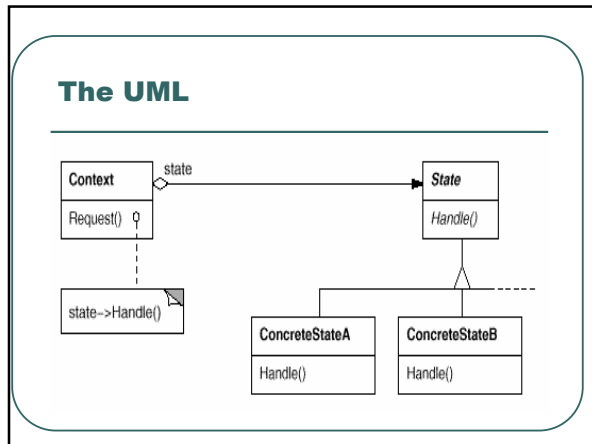 The UML
Context
state
State
Request()
Handle()
state->Handle()
ConcreteStateA
ConcreteStateB
Handle()
Handle()